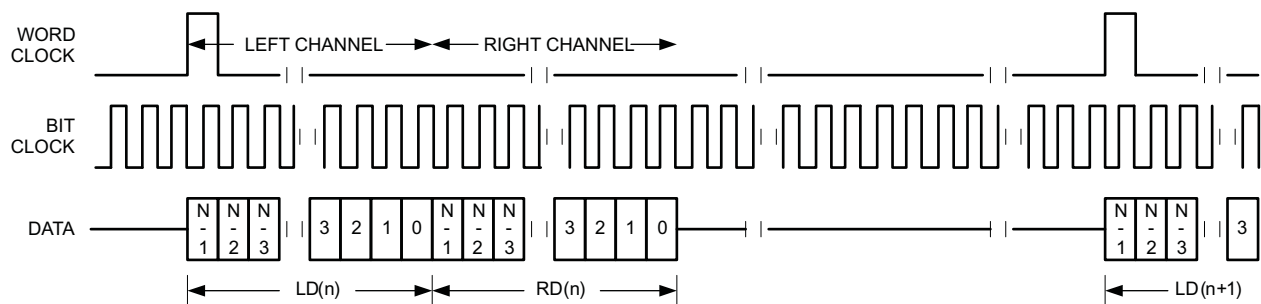 WORD
CLOCK
LEFT CHANNEL
RIGHT CHANNEL
BIT
CLOCK
DATA
N-1 N-2 N-3 3 2 1 0 N-1 N-2 N-3 3 2 1 0 N-1 N-2 N-3 3
LD(n) RD(n) LD(n+1)